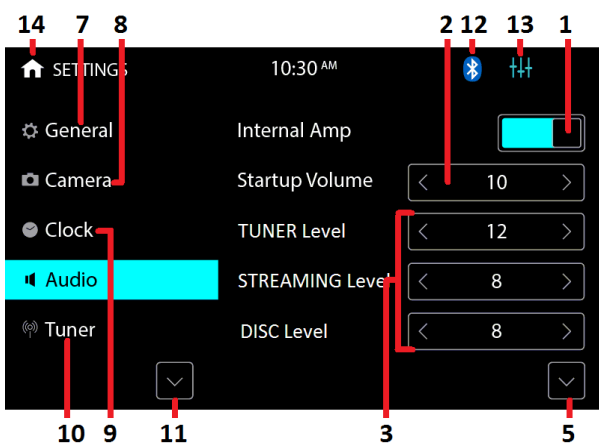 14 7 8 2 12 13 1
SETTINGS 10:30 AM
General Internal Amp
Camera Startup Volume 10
Clock TUNER Level 12
Audio STREAMING Level 8
Tuner DISC Level 8
10 9 11 3 5